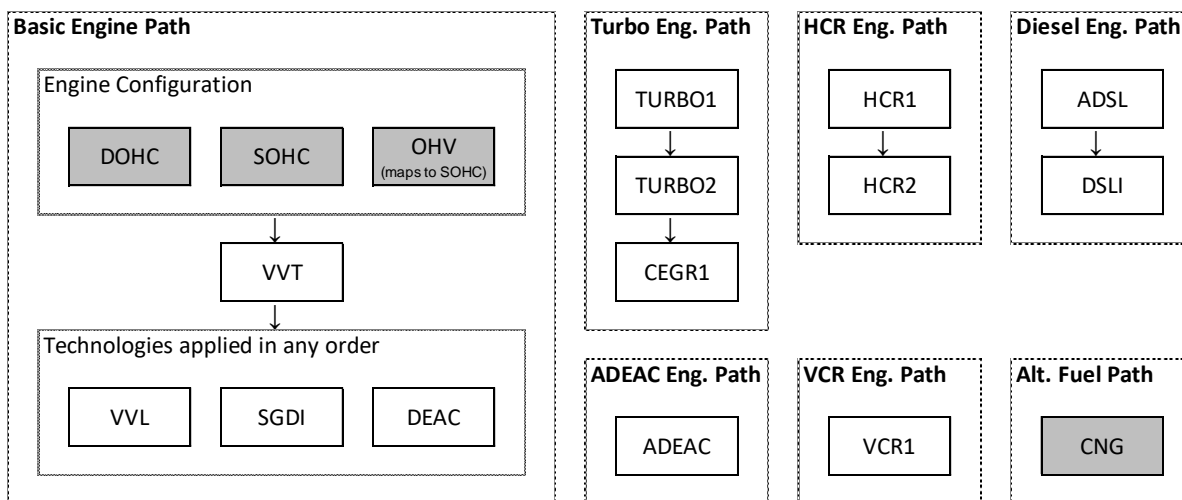 Basic Engine Path
Engine Configuration
DOHC
SOHC
OHV
(maps to SOHC)
VVT
Technologies applied in any order
VVL
SGDI
DEAC
Turbo Eng. Path
TURBO1
TURBO2
CEGR1
HCR Eng. Path
HCR1
HCR2
Diesel Eng. Path
ADSL
DSLI
ADEAC Eng. Path
ADEAC
VCR Eng. Path
VCR1
Alt. Fuel Path
CNG